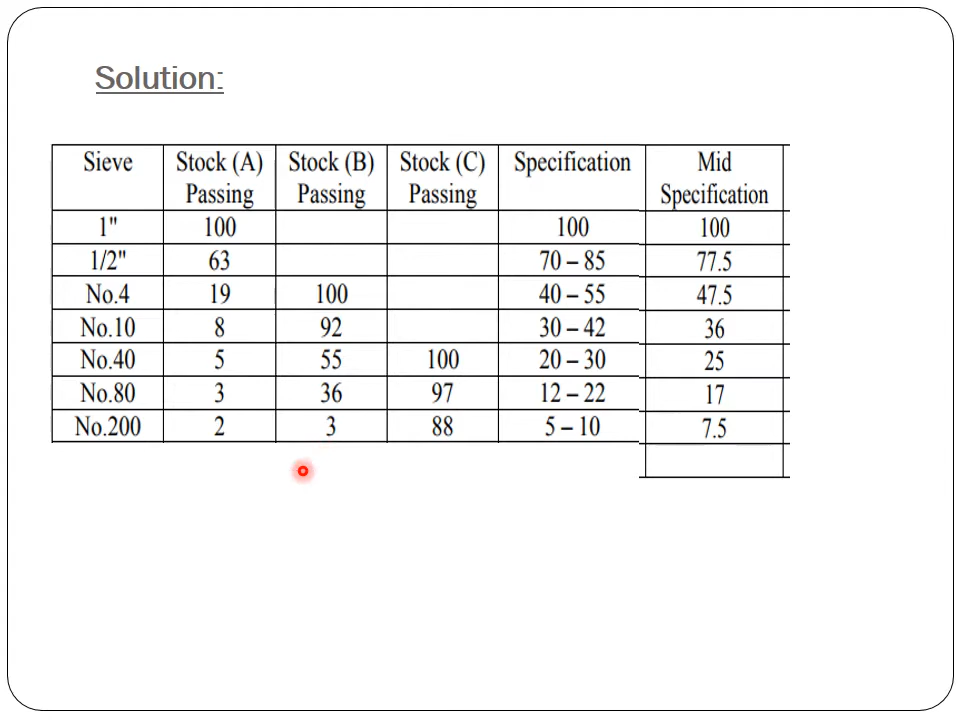 Solution:
Sieve Stock (A) Passing Stock (B) Passing Stock (C) Passing Specification Mid Specification
1" 100 100 100
1/2" 63 70 – 85 77.5
No.4 19 100 40 – 55 47.5
No.10 8 92 30 – 42 36
No.40 5 55 100 20 – 30 25
No.80 3 36 97 12 – 22 17
No.200 2 3 88 5 – 10 7.5